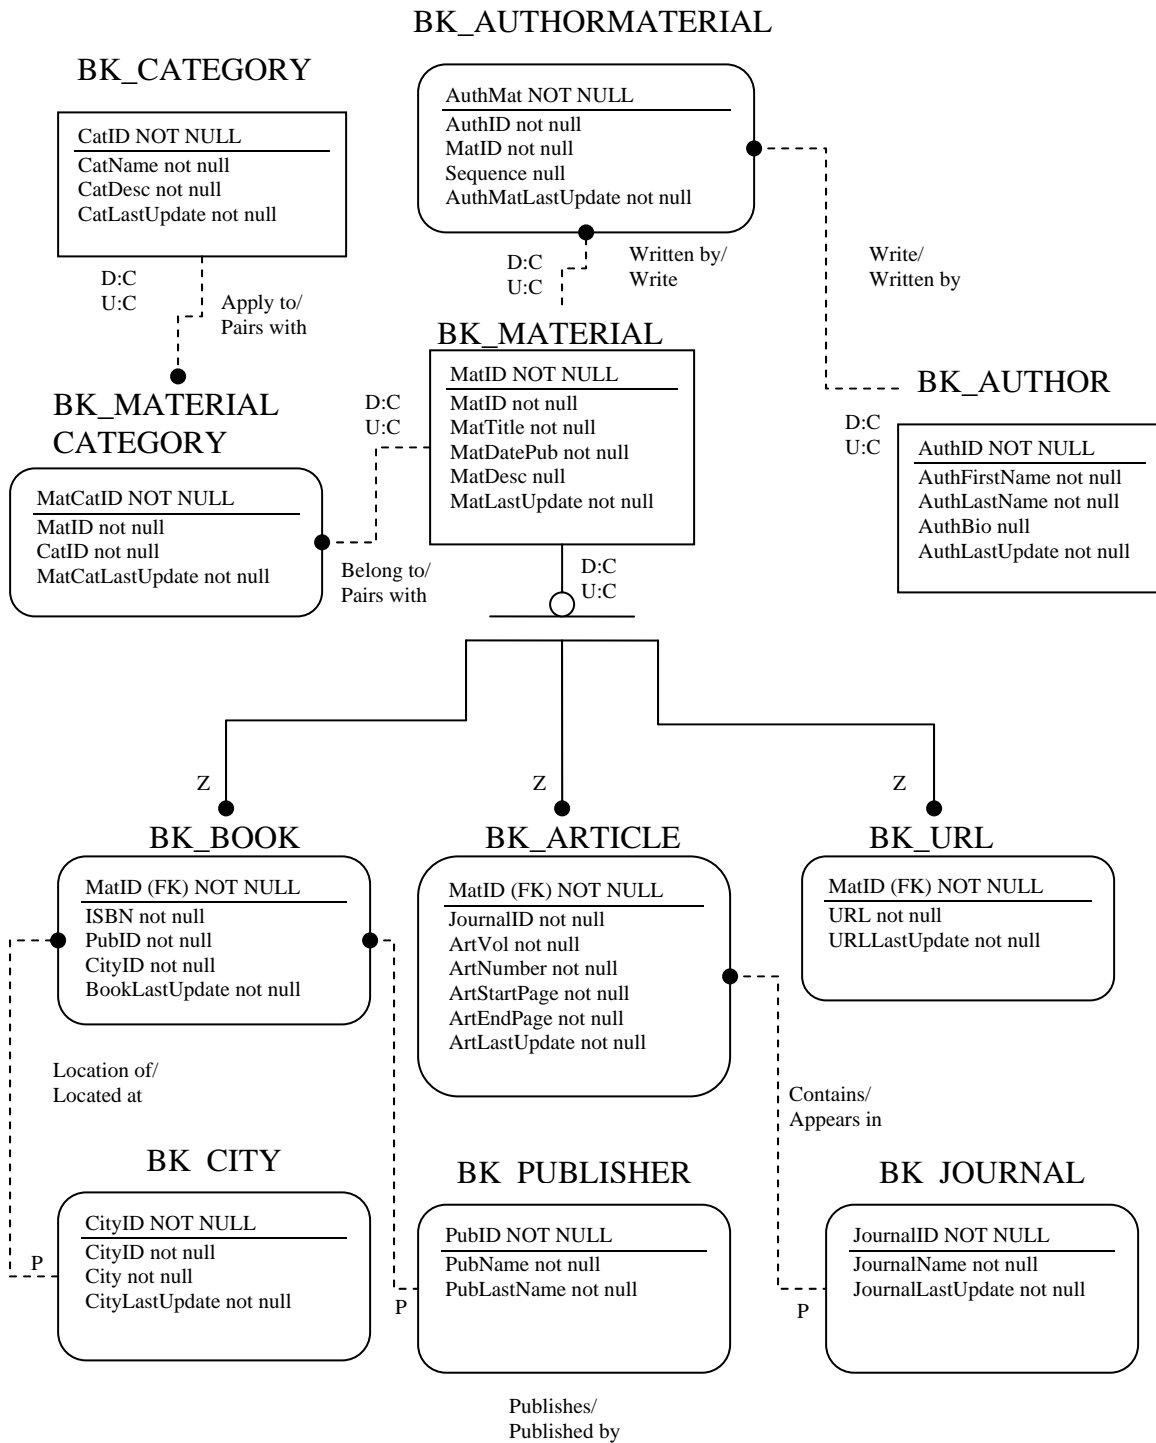 BK_AUTHORMATERIAL
BK_CATEGORY
AuthMat NOT NULL
AuthID not null
MatID not null
Sequence null
AuthMatLastUpdate not null
CatID NOT NULL
CatName not null
CatDesc not null
CatLastUpdate not null
D:C
U:C
Apply to/
Pairs with
D:C
U:C
Written by/
Write
Write/
Written by
BK_MATERIAL
MatID NOT NULL
MatID not null
MatTitle not null
MatDatePub not null
MatDesc null
MatLastUpdate not null
BK_AUTHOR
D:C
U:C
AuthID NOT NULL
AuthFirstName not null
AuthLastName not null
AuthBio null
AuthLastUpdate not null
BK_MATERIAL
CATEGORY
D:C
U:C
MatCatID NOT NULL
MatID not null
CatID not null
MatCatLastUpdate not null
Belong to/
Pairs with
D:C
U:C
Z
Z
Z
BK_BOOK
MatID (FK) NOT NULL
ISBN not null
PubID not null
CityID not null
BookLastUpdate not null
BK_ARTICLE
MatID (FK) NOT NULL
JournalID not null
ArtVol not null
ArtNumber not null
ArtStartPage not null
ArtEndPage not null
ArtLastUpdate not null
BK_URL
MatID (FK) NOT NULL
URL not null
URLLastUpdate not null
Location of/
Located at
Contains/
Appears in
BK CITY
CityID NOT NULL
CityID not null
City not null
CityLastUpdate not null
P
BK PUBLISHER
PubID NOT NULL
PubName not null
PubLastName not null
P
BK JOURNAL
JournalID NOT NULL
JournalName not null
JournalLastUpdate not null
P
Publishes/
Published by